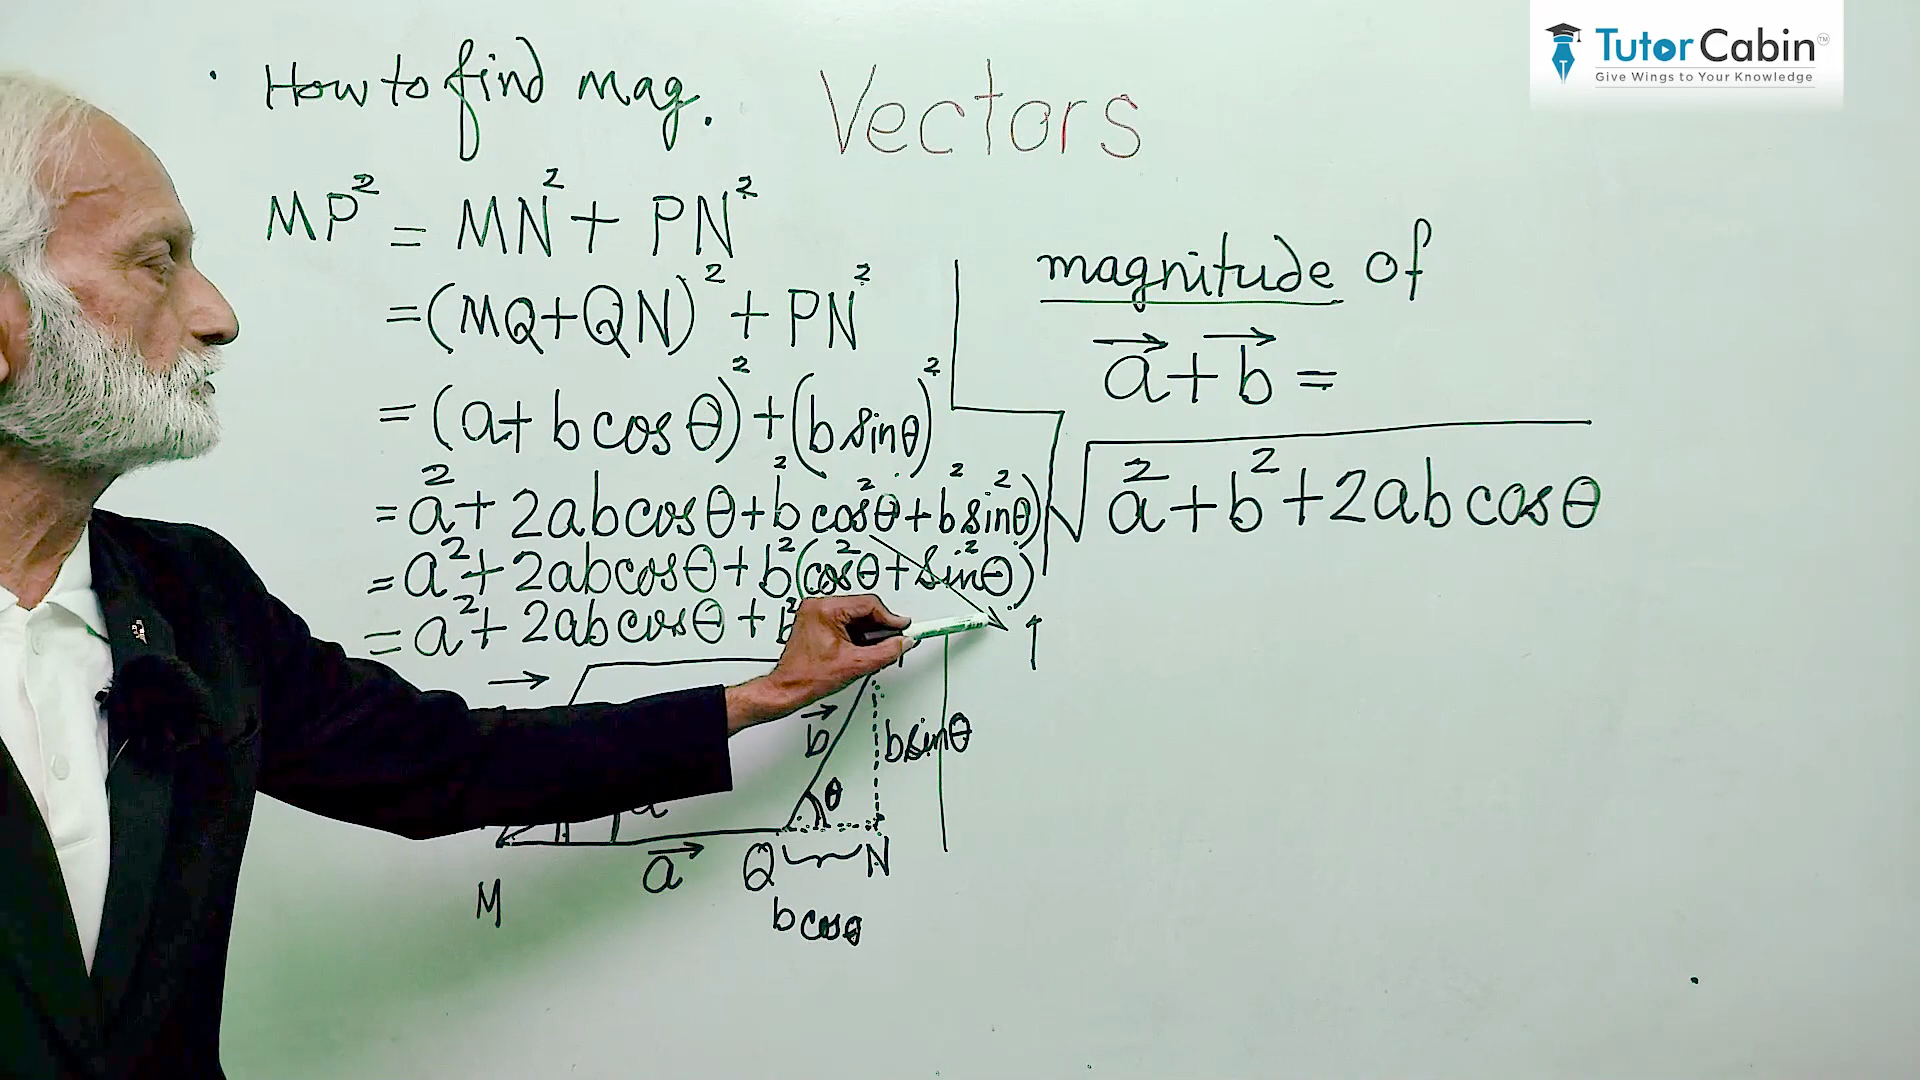 TutorCabin™
Give Wings to Your Knowledge
How to find mag.
Vectors
MP² = MN² + PN²
= (MQ+QN)² + PN²
= (a+b cos θ)² + (b sin θ)²
= a² + 2ab cos θ + b² cos² θ + b² sin² θ)
= a² + 2ab cos θ + b² (cos² θ + sin² θ)
= a² + 2ab cos θ + b²
1
magnitude of
a⃗ + b⃗ =
√a² + b² + 2ab cos θ
b⃗
b sin θ
θ
a⃗
Q
N
M
b cos θ